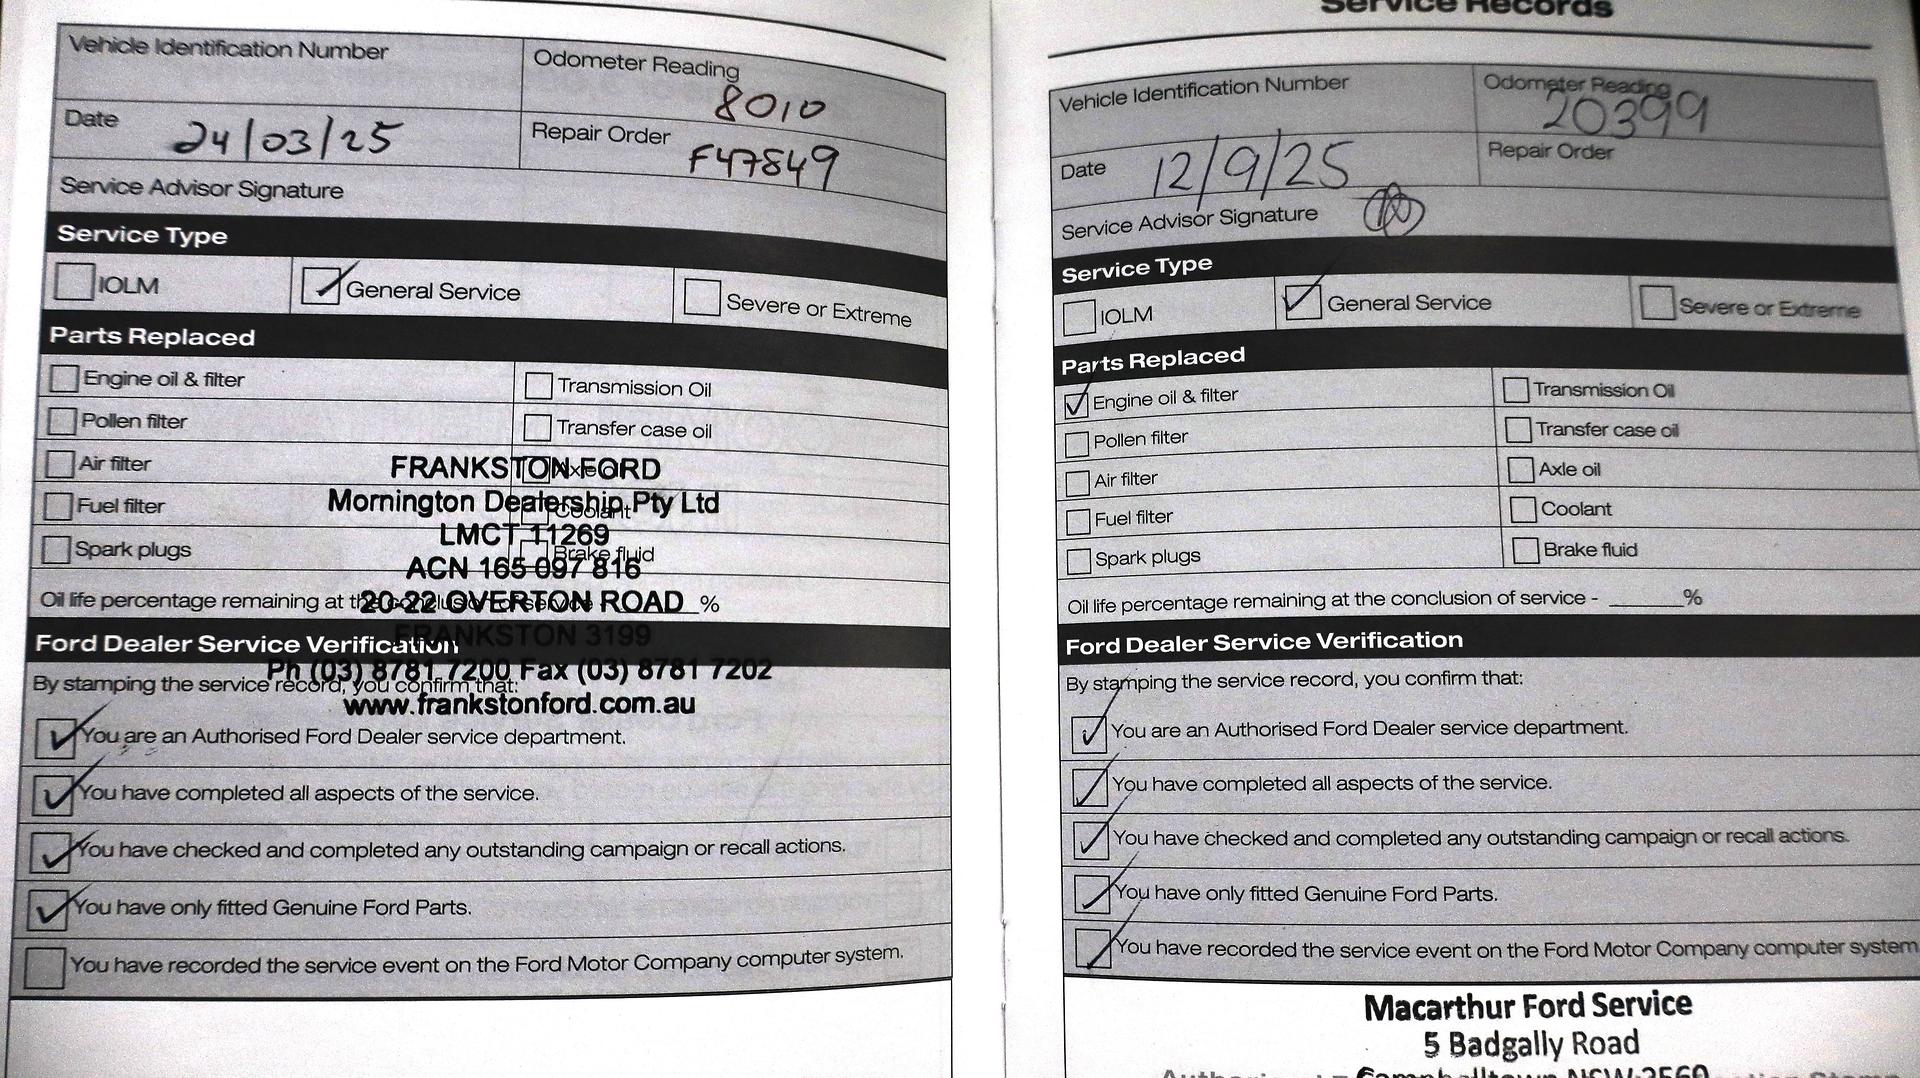 Vehicle Identification Number
Odometer Reading
8010
Date
24/03/25
Repair Order
F47849
Service Advisor Signature
Service Type
IOLM
General Service
Severe or Extreme
Parts Replaced
Engine oil & filter
Transmission Oil
Pollen filter
Transfer case oil
Air filter
Fuel filter
Coolant
Spark plugs
Brake fluid
Oil life percentage remaining at the conclusion of service - %
FRANKSTON FORD
Mornington Dealership Pty Ltd
LMCT 11269
ACN 165 097 816
20-22 OVERTON ROAD
FRANKSTON 3199
Ph (03) 8781 7200 Fax (03) 8781 7202
www.frankstonford.com.au
Ford Dealer Service Verification
By stamping the service record, you confirm that:
You are an Authorised Ford Dealer service department.
You have completed all aspects of the service.
You have checked and completed any outstanding campaign or recall actions.
You have only fitted Genuine Ford Parts.
You have recorded the service event on the Ford Motor Company computer system.
Service Records
Vehicle Identification Number
Odometer Reading
20399
Date
12/9/25
Repair Order
Service Advisor Signature
Service Type
IOLM
General Service
Severe or Extreme
Parts Replaced
Engine oil & filter
Transmission Oil
Pollen filter
Transfer case oil
Air filter
Axle oil
Fuel filter
Coolant
Spark plugs
Brake fluid
Oil life percentage remaining at the conclusion of service - ______%
Ford Dealer Service Verification
By stamping the service record, you confirm that:
You are an Authorised Ford Dealer service department.
You have completed all aspects of the service.
You have checked and completed any outstanding campaign or recall actions.
You have only fitted Genuine Ford Parts.
You have recorded the service event on the Ford Motor Company computer system
Macarthur Ford Service
5 Badgally Road
Campbelltown NSW 2560